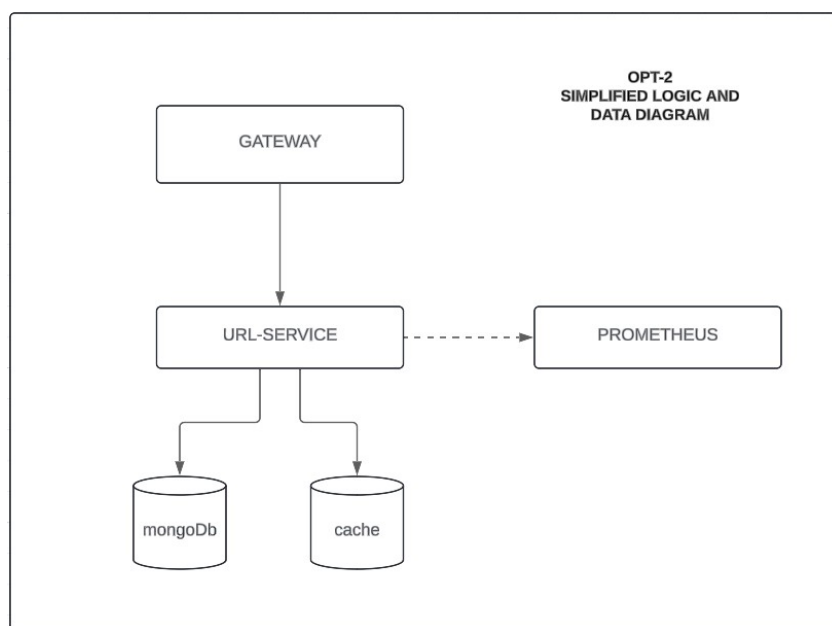 OPT-2
SIMPLIFIED LOGIC AND
DATA DIAGRAM
GATEWAY
URL-SERVICE
PROMETHEUS
mongoDb
cache